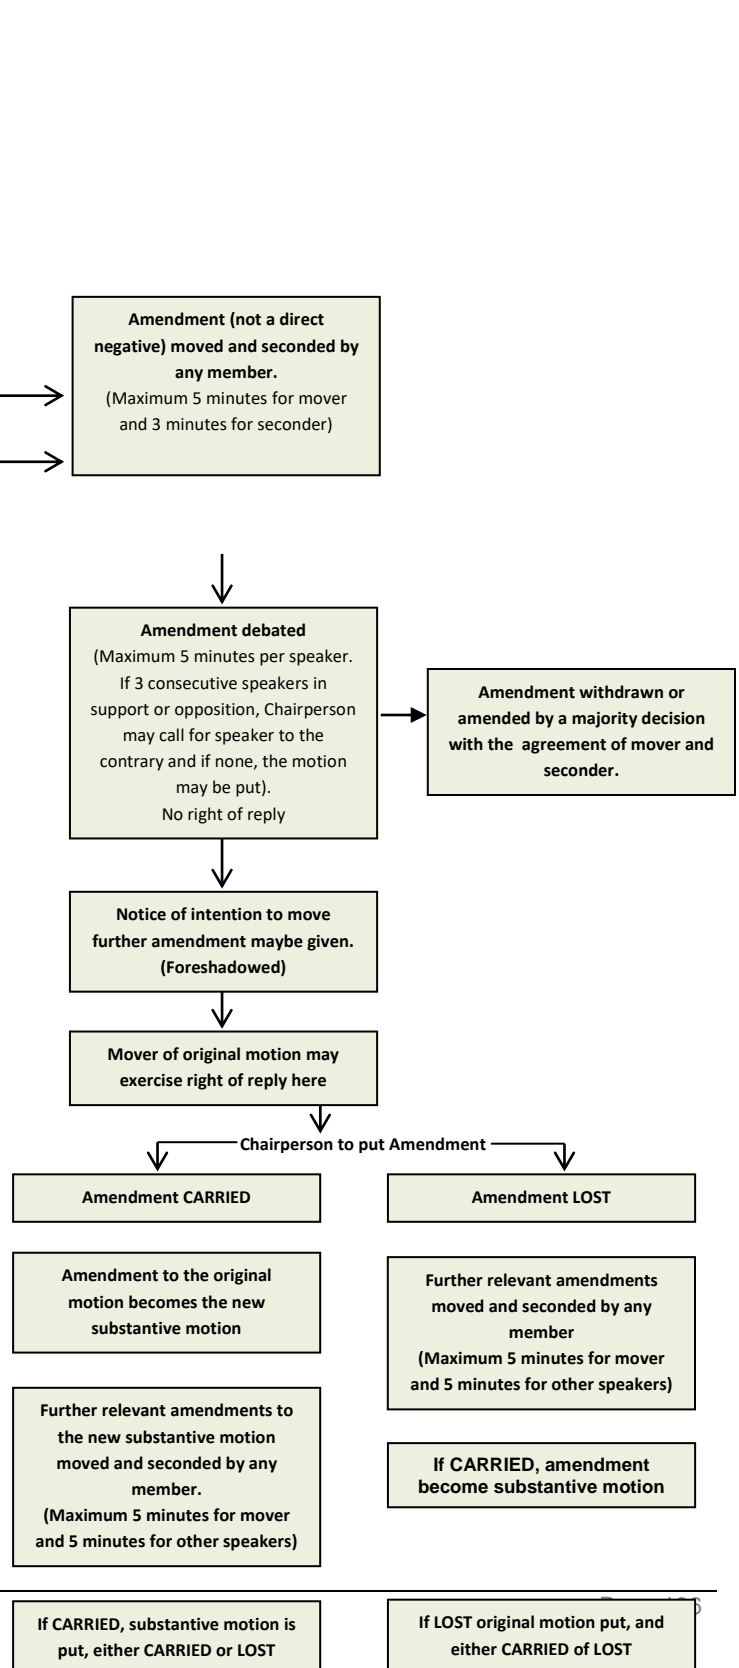 Amendment (not a direct
negative) moved and seconded by
any member.
(Maximum 5 minutes for mover
and 3 minutes for seconder)
Amendment debated
(Maximum 5 minutes per speaker.
If 3 consecutive speakers in
support or opposition, Chairperson
may call for speaker to the
contrary and if none, the motion
may be put).
No right of reply
Amendment withdrawn or
amended by a majority decision
with the agreement of mover and
seconder.
Notice of intention to move
further amendment maybe given.
(Foreshadowed)
Mover of original motion may
exercise right of reply here
Chairperson to put Amendment
Amendment CARRIED
Amendment to the original
motion becomes the new
substantive motion
Further relevant amendments to
the new substantive motion
moved and seconded by any
member.
(Maximum 5 minutes for mover
and 5 minutes for other speakers)
If CARRIED, substantive motion is
put, either CARRIED or LOST
Amendment LOST
Further relevant amendments
moved and seconded by any
member
(Maximum 5 minutes for mover
and 5 minutes for other speakers)
If CARRIED, amendment
become substantive motion
If LOST original motion put, and
either CARRIED of LOST